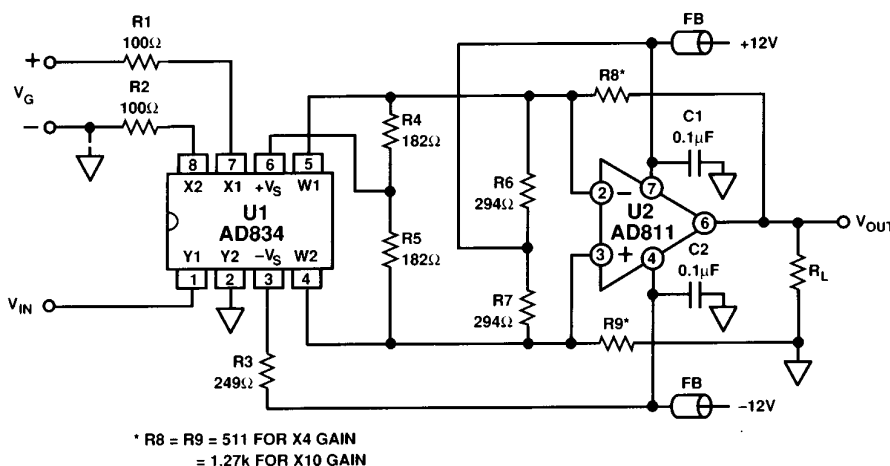 R1
100Ω
+
V_G
R2
100Ω
−
8 7 6 5
X2 X1 +V_S W1
U1
AD834
Y1 Y2 −V_S W2
1 2 3 4
V_IN
R3
249Ω
R4
182Ω
R5
182Ω
R6
294Ω
R7
294Ω
R8*
R9*
FB
+12V
C1
0.1µF
2 −
7
U2
AD811
6
3 +
4
C2
0.1µF
V_OUT
R_L
FB
−12V
* R8 = R9 = 511 FOR X4 GAIN
= 1.27k FOR X10 GAIN